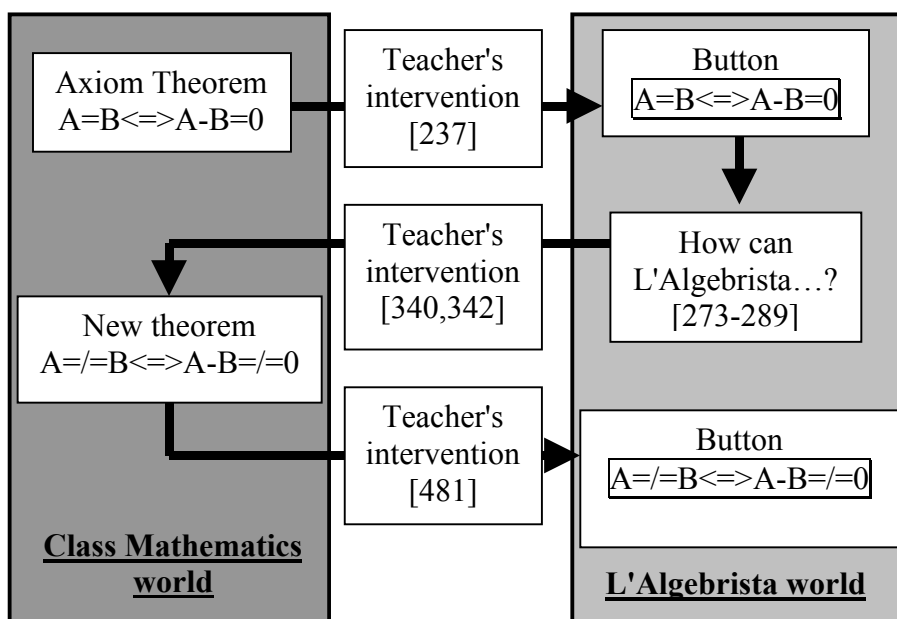 Axiom Theorem
A=B<=>A-B=0
Teacher's
intervention
[237]
Button
A=B<=>A-B=0
How can
L'Algebrista…?
[273-289]
Teacher's
intervention
[340,342]
New theorem
A=/=B<=>A-B=/=0
Teacher's
intervention
[481]
Button
A=/=B<=>A-B=/=0
Class Mathematics
world
L'Algebrista world